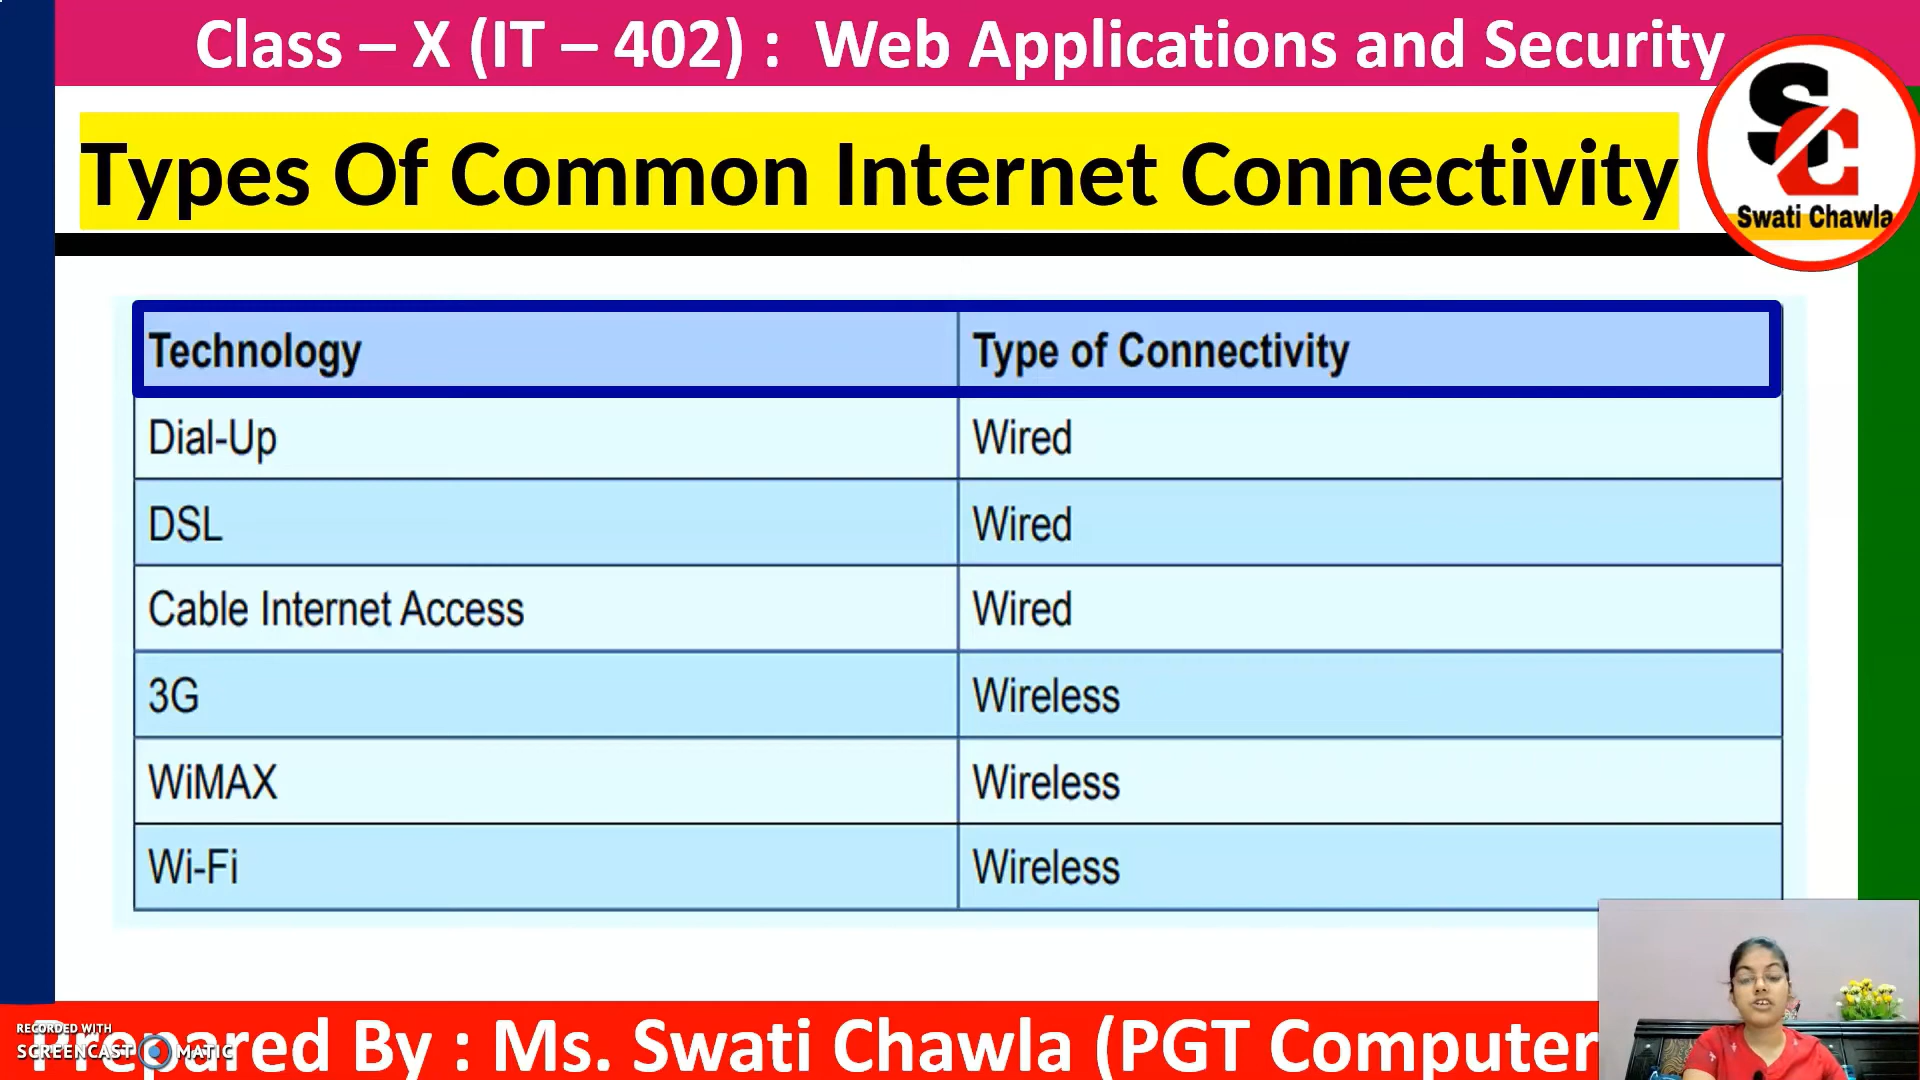 Class – X (IT – 402) : Web Applications and Security
SC
Swati Chawla
Types Of Common Internet Connectivity
Technology Type of Connectivity
Dial-Up Wired
DSL Wired
Cable Internet Access Wired
3G Wireless
WiMAX Wireless
Wi-Fi Wireless
Prepared By : Ms. Swati Chawla (PGT Computer
RECORDED WITH
SCREENCAST MATIC